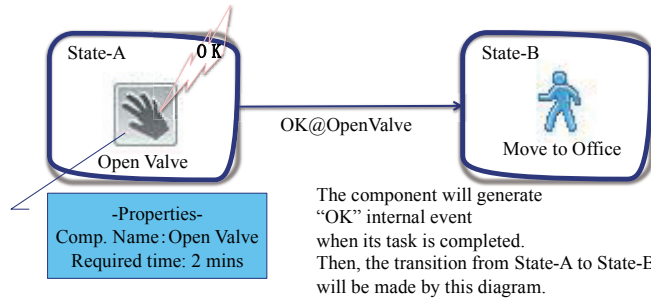 State-A
OK
Open Valve
OK@OpenValve
State-B
Move to Office
-Properties-
Comp. Name:Open Valve
Required time: 2 mins
The component will generate
“OK” internal event
when its task is completed.
Then, the transition from State-A to State-B
will be made by this diagram.